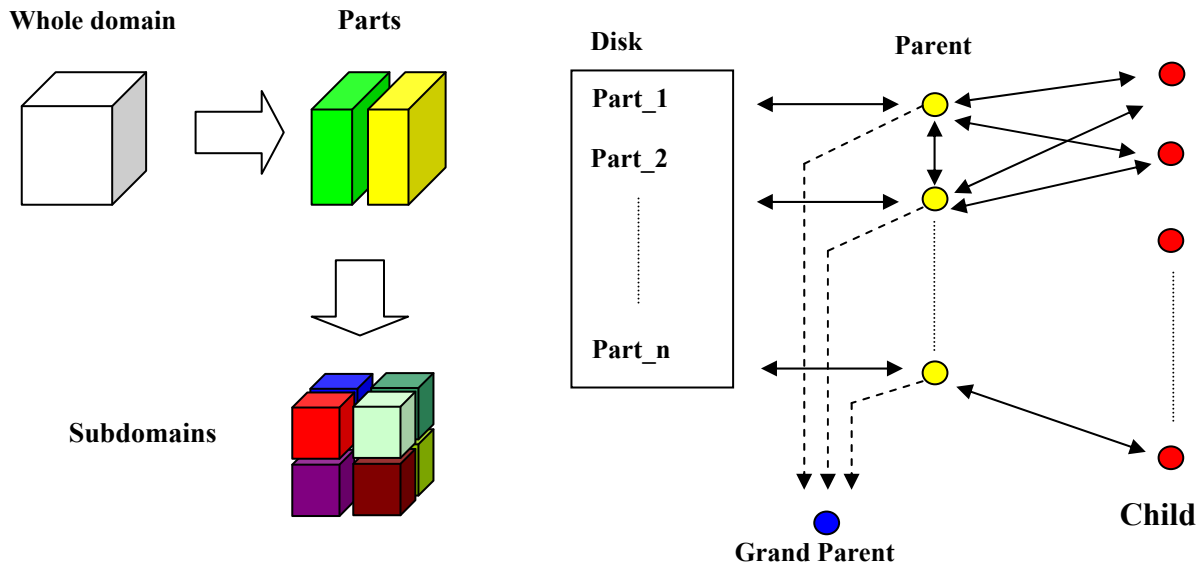 Whole domain
Parts
Subdomains
Disk
Part_1
Part_2
Part_n
Parent
Grand Parent
Child